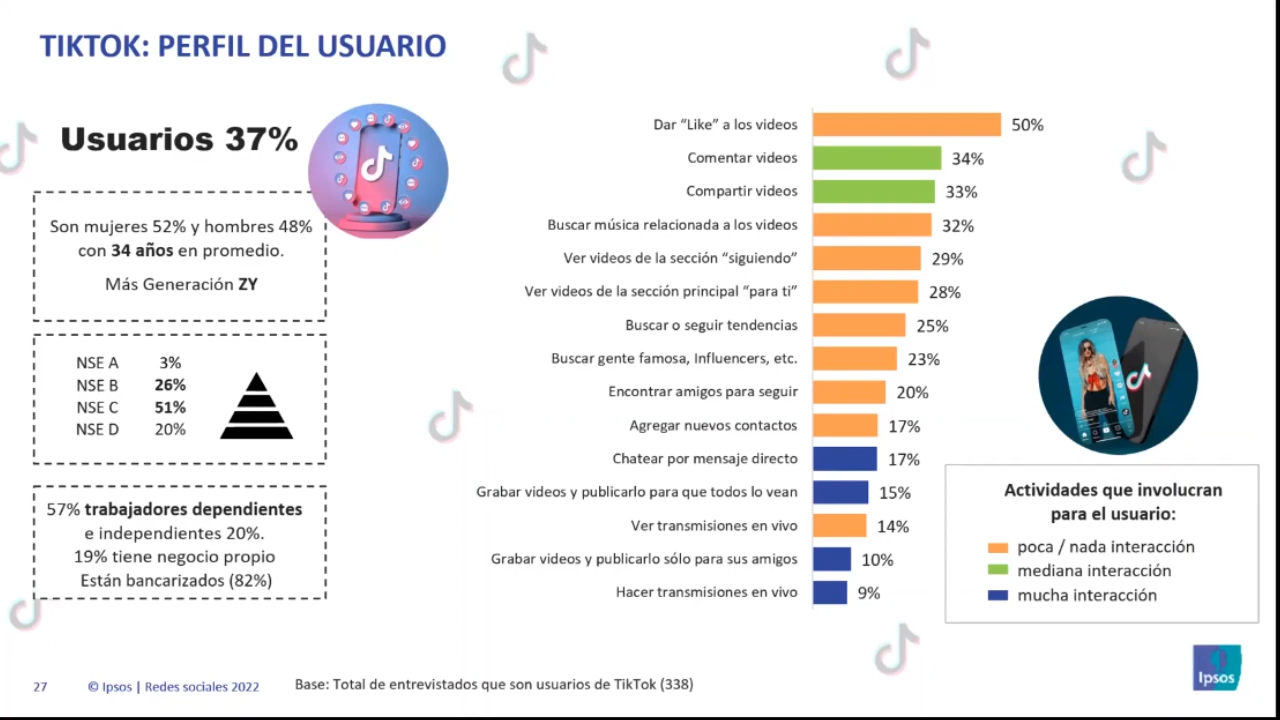 TIKTOK: PERFIL DEL USUARIO
Usuarios 37%
Son mujeres 52% y hombres 48%
con 34 años en promedio.
Más Generación ZY
NSE A 3%
NSE B 26%
NSE C 51%
NSE D 20%
57% trabajadores dependientes
e independientes 20%.
19% tiene negocio propio
Están bancarizados (82%)
Dar “Like” a los videos 50%
Comentar videos 34%
Compartir videos 33%
Buscar música relacionada a los videos 32%
Ver videos de la sección “siguiendo” 29%
Ver videos de la sección principal “para ti” 28%
Buscar o seguir tendencias 25%
Buscar gente famosa, Influencers, etc. 23%
Encontrar amigos para seguir 20%
Agregar nuevos contactos 17%
Chatear por mensaje directo 17%
Grabar videos y publicarlo para que todos lo vean 15%
Ver transmisiones en vivo 14%
Grabar videos y publicarlo sólo para sus amigos 10%
Hacer transmisiones en vivo 9%
Actividades que involucran
para el usuario:
poca / nada interacción
mediana interacción
mucha interacción
27 © Ipsos | Redes sociales 2022
Base: Total de entrevistados que son usuarios de TikTok (338)
Ipsos